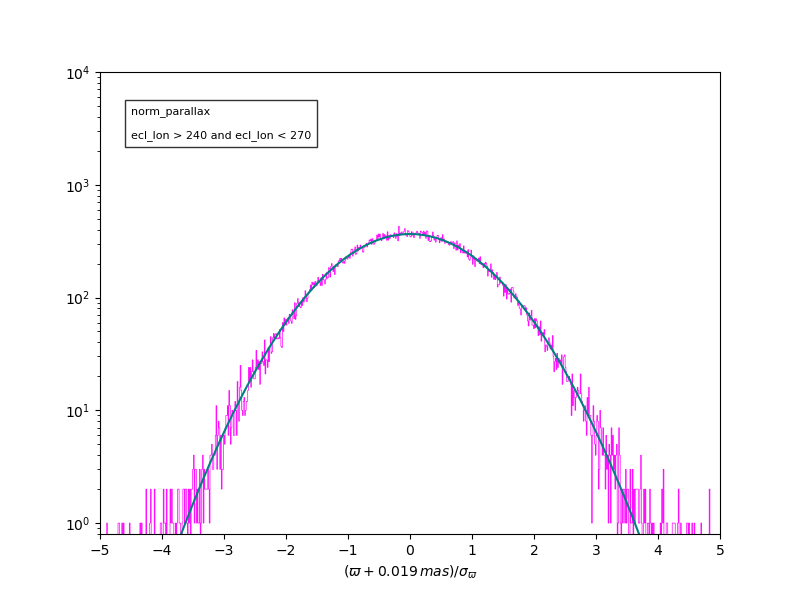 10⁴
norm_parallax
ecl_lon > 240 and ecl_lon < 270
10³
10²
10¹
10⁰
−5 −4 −3 −2 −1 0 1 2 3 4 5
(ϖ + 0.019 mas)/σ_ϖ